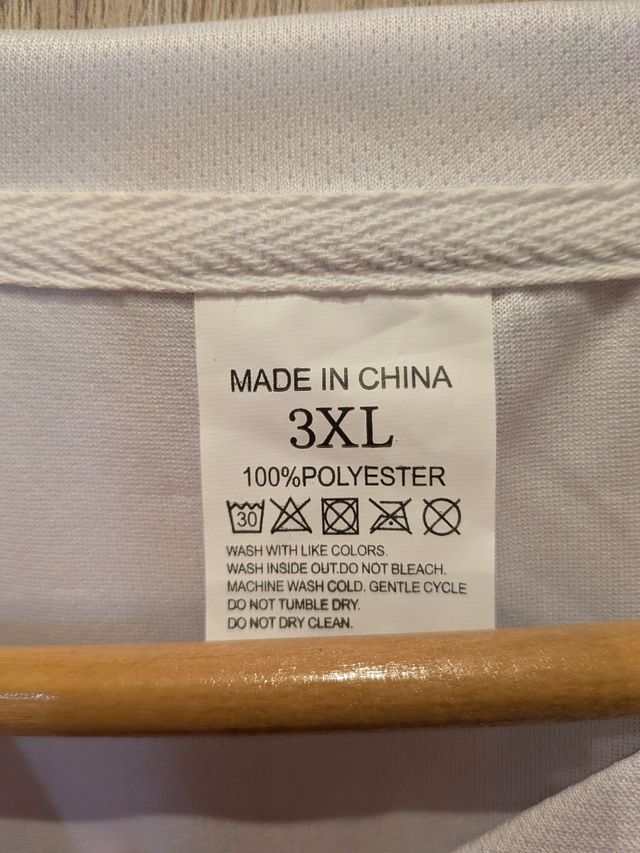 MADE IN CHINA
3XL
100%POLYESTER
30
WASH WITH LIKE COLORS.
WASH INSIDE OUT.DO NOT BLEACH.
MACHINE WASH COLD. GENTLE CYCLE
DO NOT TUMBLE DRY.
DO NOT DRY CLEAN.